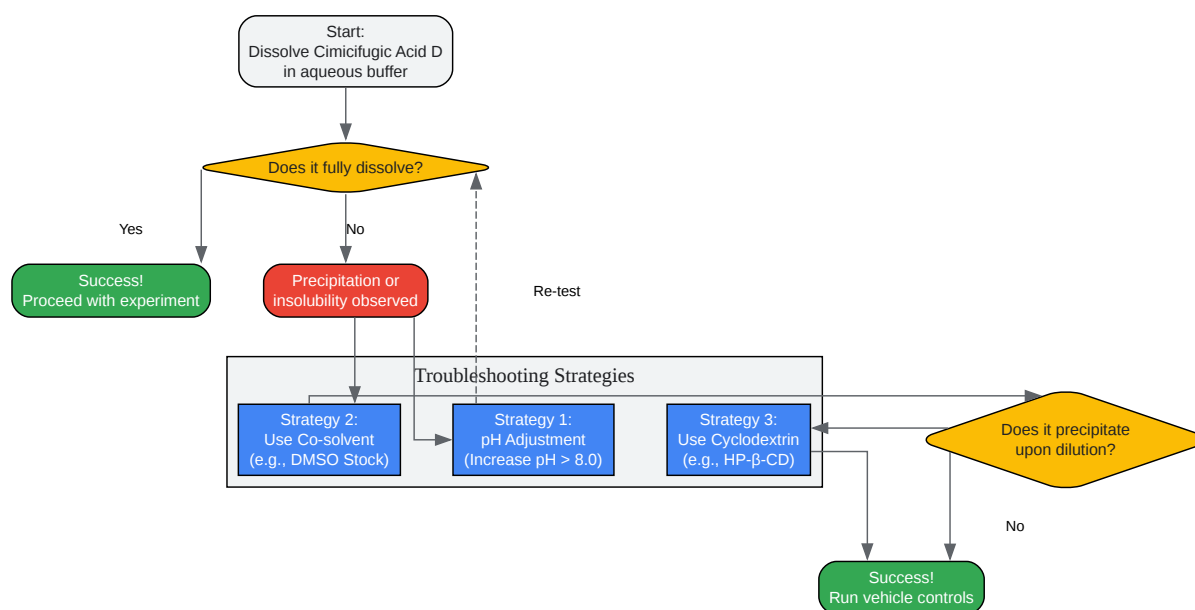 Start:
Dissolve Cimicifugic Acid D
in aqueous buffer
Does it fully dissolve?
Yes
No
Success!
Proceed with experiment
Precipitation or
insolubility observed
Re-test
Troubleshooting Strategies
Strategy 2:
Use Co-solvent
(e.g., DMSO Stock)
Strategy 1:
pH Adjustment
(Increase pH > 8.0)
Strategy 3:
Use Cyclodextrin
(e.g., HP-β-CD)
Does it precipitate
upon dilution?
No
Success!
Run vehicle controls